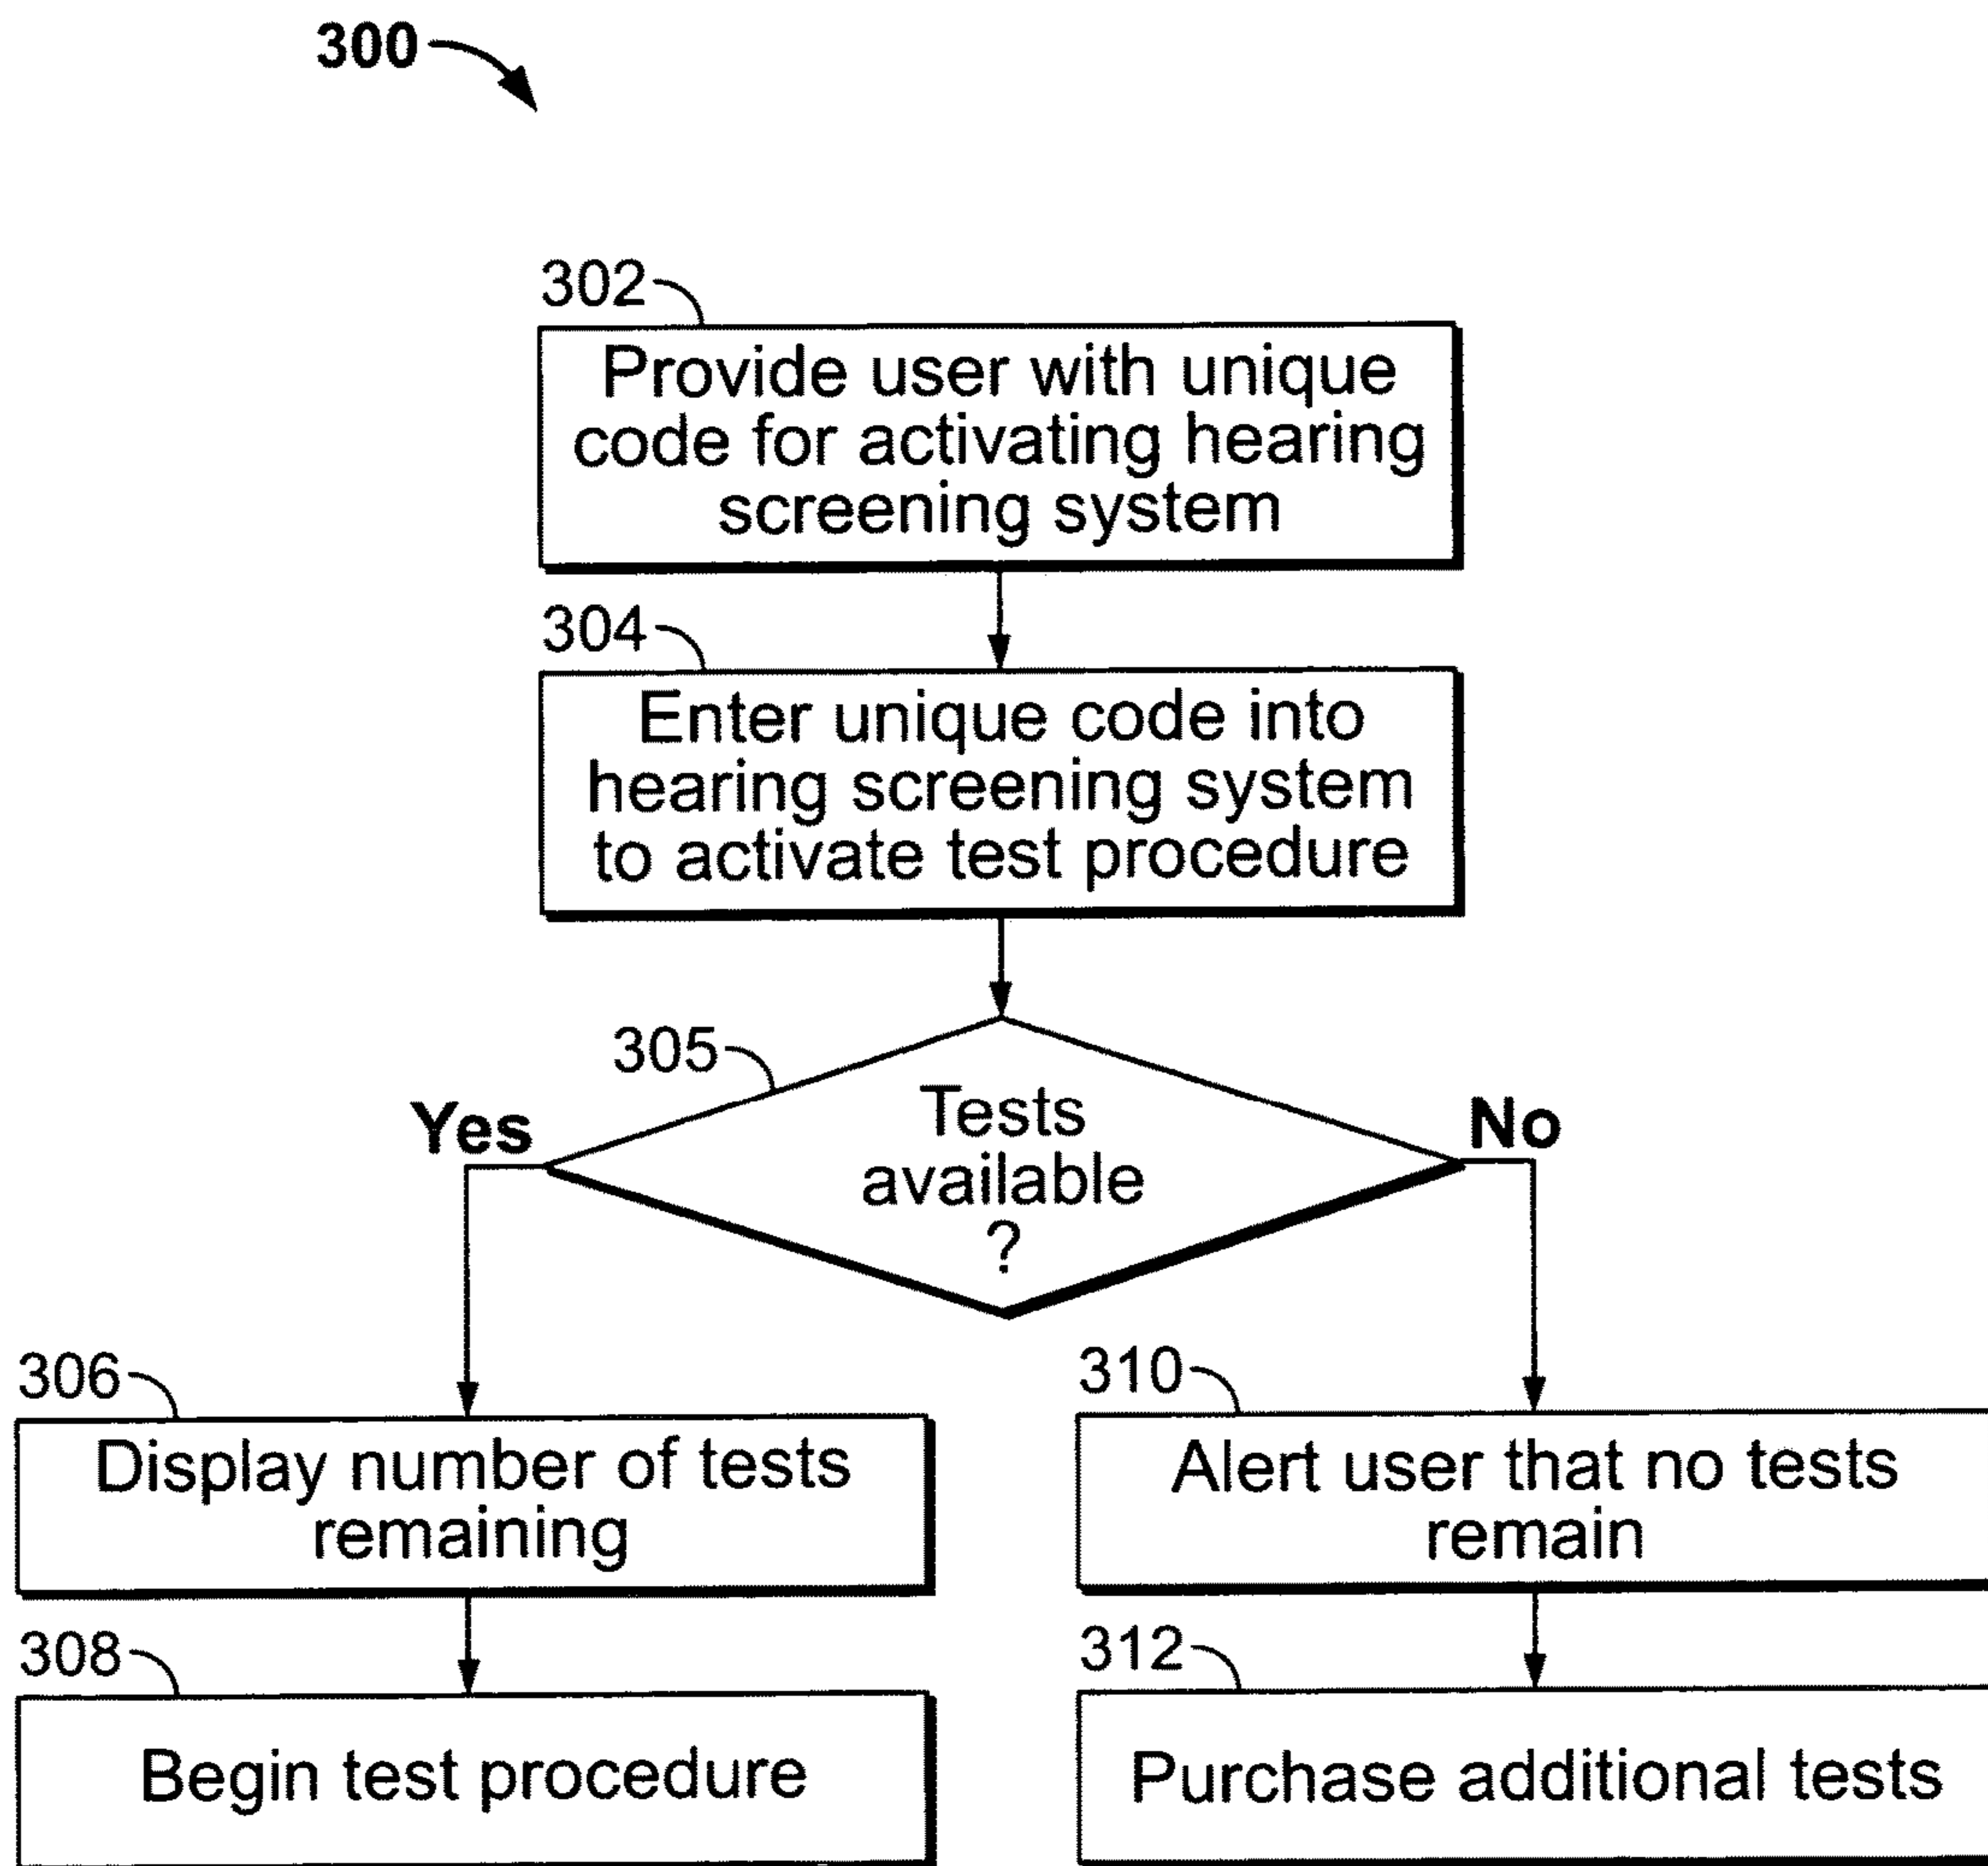 300
302
Provide user with unique
code for activating hearing
screening system
304
Enter unique code into
hearing screening system
to activate test procedure
305
Tests
available
?
Yes
No
306
Display number of tests
remaining
310
Alert user that no tests
remain
308
Begin test procedure
312
Purchase additional tests